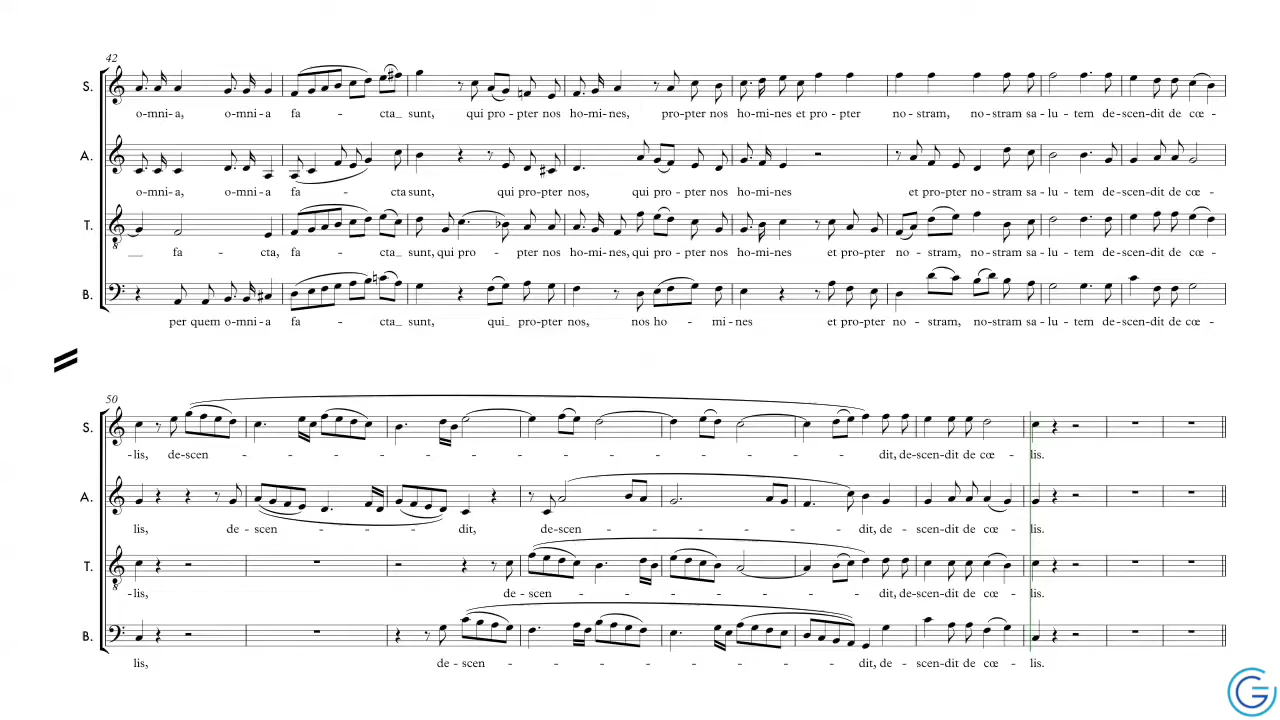 42
S. o-mni-a, o-mni-a fa - cta_ sunt, qui pro-pter nos ho-mi-nes, pro-pter nos ho-mi-nes et pro-pter no-stram, no-stram sa-lu-tem de-scen-dit de cœ -
A. o-mni-a, o-mni-a fa - cta sunt, qui pro-pter nos, qui pro-pter nos ho-mi-nes et pro-pter no-stram sa-lu-tem de-scen-dit de cœ -
T. __ fa - cta, fa - cta_ sunt, qui pro - pter nos ho-mi-nes, qui pro-pter nos ho-mines et pro-pter no-stram, no-stram sa-lu-tem de-scen-dit de cœ -
B. per quem o-mni-a fa - cta_ sunt, qui_ pro-pter nos, nos ho - mi-nes et pro-pter no-stram, no-stram sa-lu-tem de-scen-dit de cœ -
50
S. -lis, de-scen - - - - - - - - - - dit, de-scen-dit de cœ - lis.
A. lis, de-scen - - - dit, de-scen - - - - - - dit, de-scen-dit de cœ - lis.
T. -lis, de-scen - - - - - - dit, de-scen-dit de cœ - lis.
B. lis, de-scen - - - - - - - dit, de-scen-dit de cœ - lis.